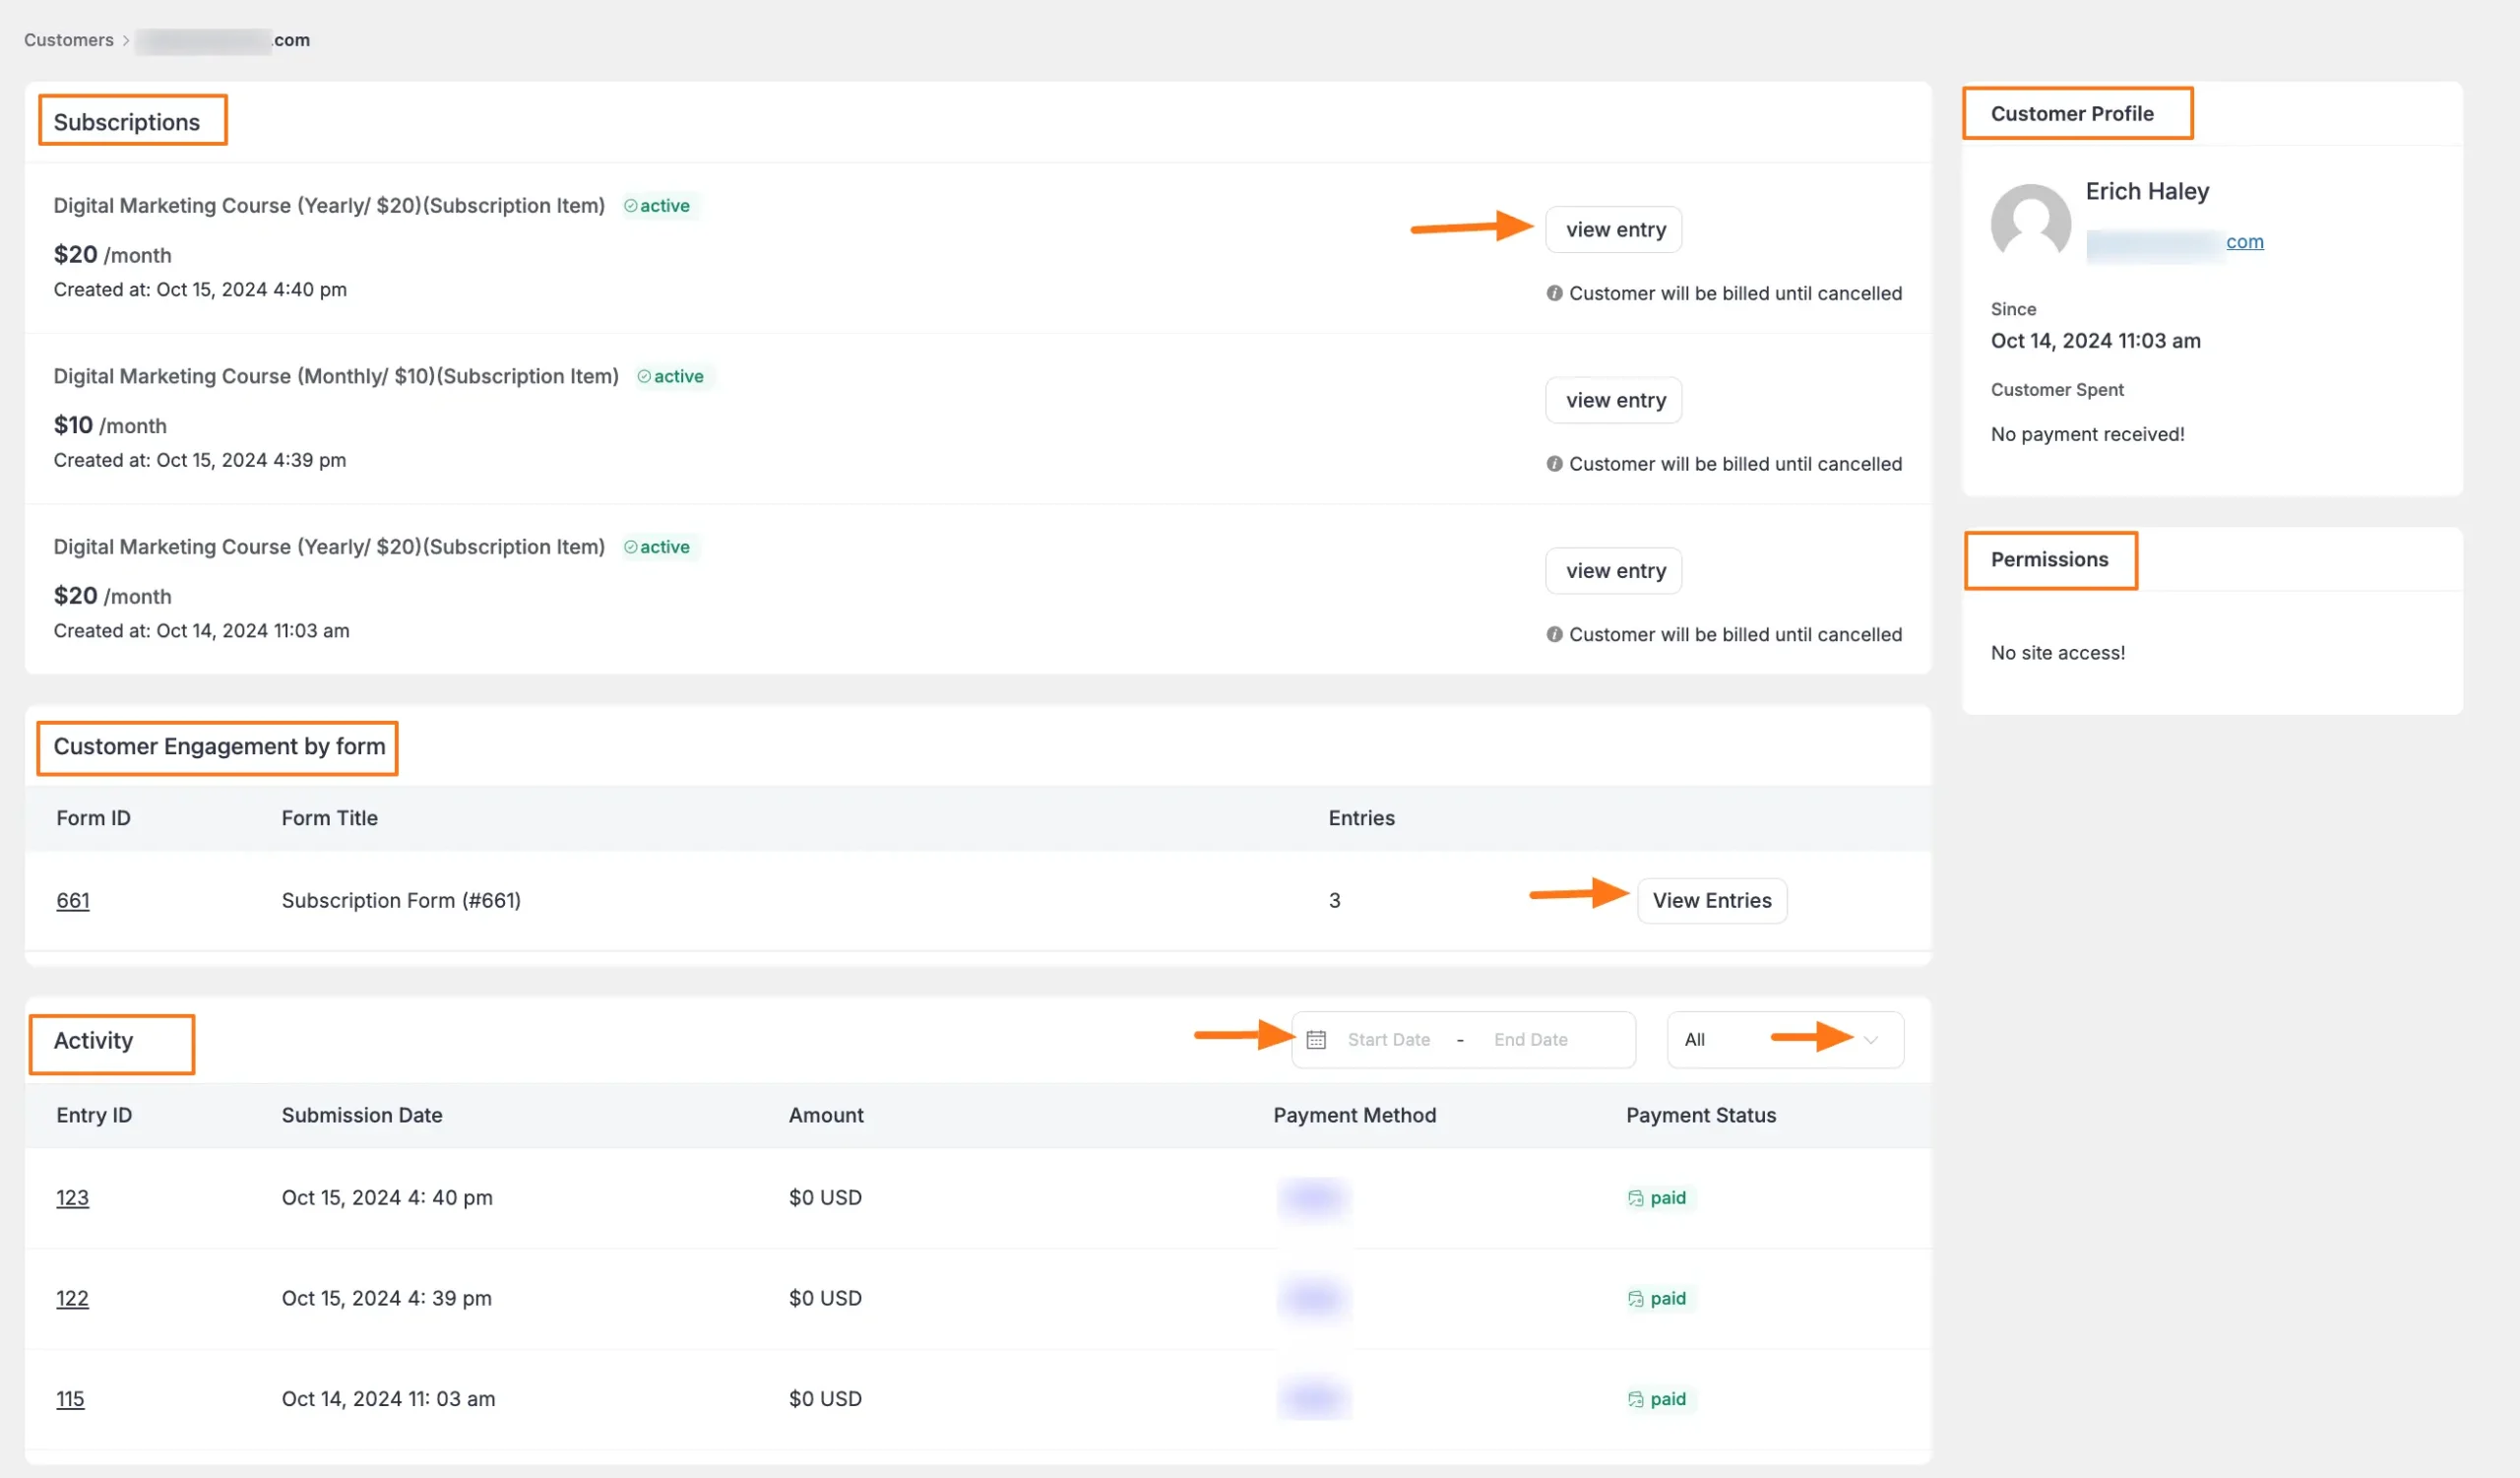 Customers > .com
Subscriptions
Digital Marketing Course (Yearly/ $20)(Subscription Item) active
$20 /month
Created at: Oct 15, 2024 4:40 pm
view entry
Customer will be billed until cancelled
Digital Marketing Course (Monthly/ $10)(Subscription Item) active
$10 /month
Created at: Oct 15, 2024 4:39 pm
view entry
Customer will be billed until cancelled
Digital Marketing Course (Yearly/ $20)(Subscription Item) active
$20 /month
Created at: Oct 14, 2024 11:03 am
view entry
Customer will be billed until cancelled
Customer Profile
Erich Haley
com
Since
Oct 14, 2024 11:03 am
Customer Spent
No payment received!
Permissions
No site access!
Customer Engagement by form
Form ID Form Title Entries
661 Subscription Form (#661) 3 View Entries
Activity Start Date - End Date All
Entry ID Submission Date Amount Payment Method Payment Status
123 Oct 15, 2024 4: 40 pm $0 USD paid
122 Oct 15, 2024 4: 39 pm $0 USD paid
115 Oct 14, 2024 11: 03 am $0 USD paid